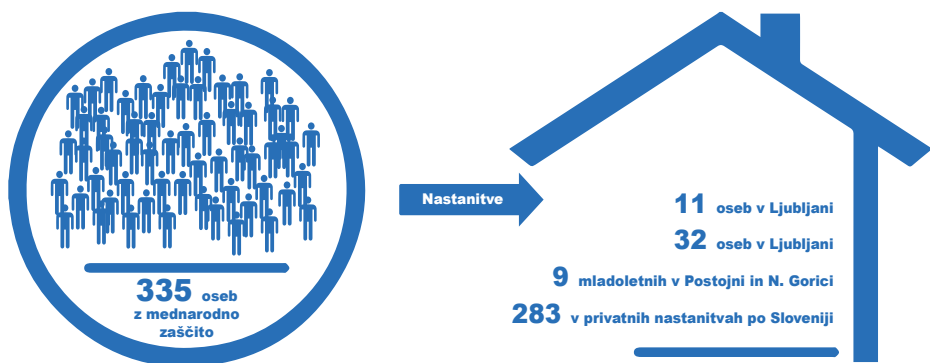 335 oseb
z mednarodno
zaščito
Nastanitve
11 oseb v Ljubljani
32 oseb v Ljubljani
9 mladoletnih v Postojni in N. Gorici
283 v privatnih nastanitvah po Sloveniji